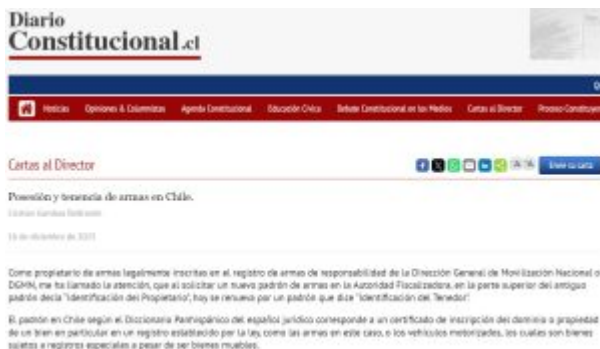 Diario
Constitucional.cl
Noticias Opiniones & Columnistas Agenda Constitucional Educación Cívica Debate Constitucional en los Medios Cartas al Director Proceso Constituyen
Cartas al Director
Envíe su carta
Posesión y tenencia de armas en Chile.
16 de diciembre de
Como propietario de armas legalmente inscritas en el registro de armas de responsabilidad de la Dirección General de Movilización Nacional o
DGMN, me ha llamado la atención, que al solicitar un nuevo padrón de armas en la Autoridad Fiscalizadora, en la parte superior del antiguo
padrón decía "Identificación del Propietario", hoy se renueva por un padrón que dice "Identificación del Tenedor".
El padrón en Chile según el Diccionario Panhispánico del español jurídico corresponde a un certificado de inscripción del dominio o propiedad
de un bien en particular en un registro establecido por la ley, como las armas en este caso, o los vehículos motorizados, los cuales son bienes
sujetos a registros especiales a pesar de ser bienes muebles.